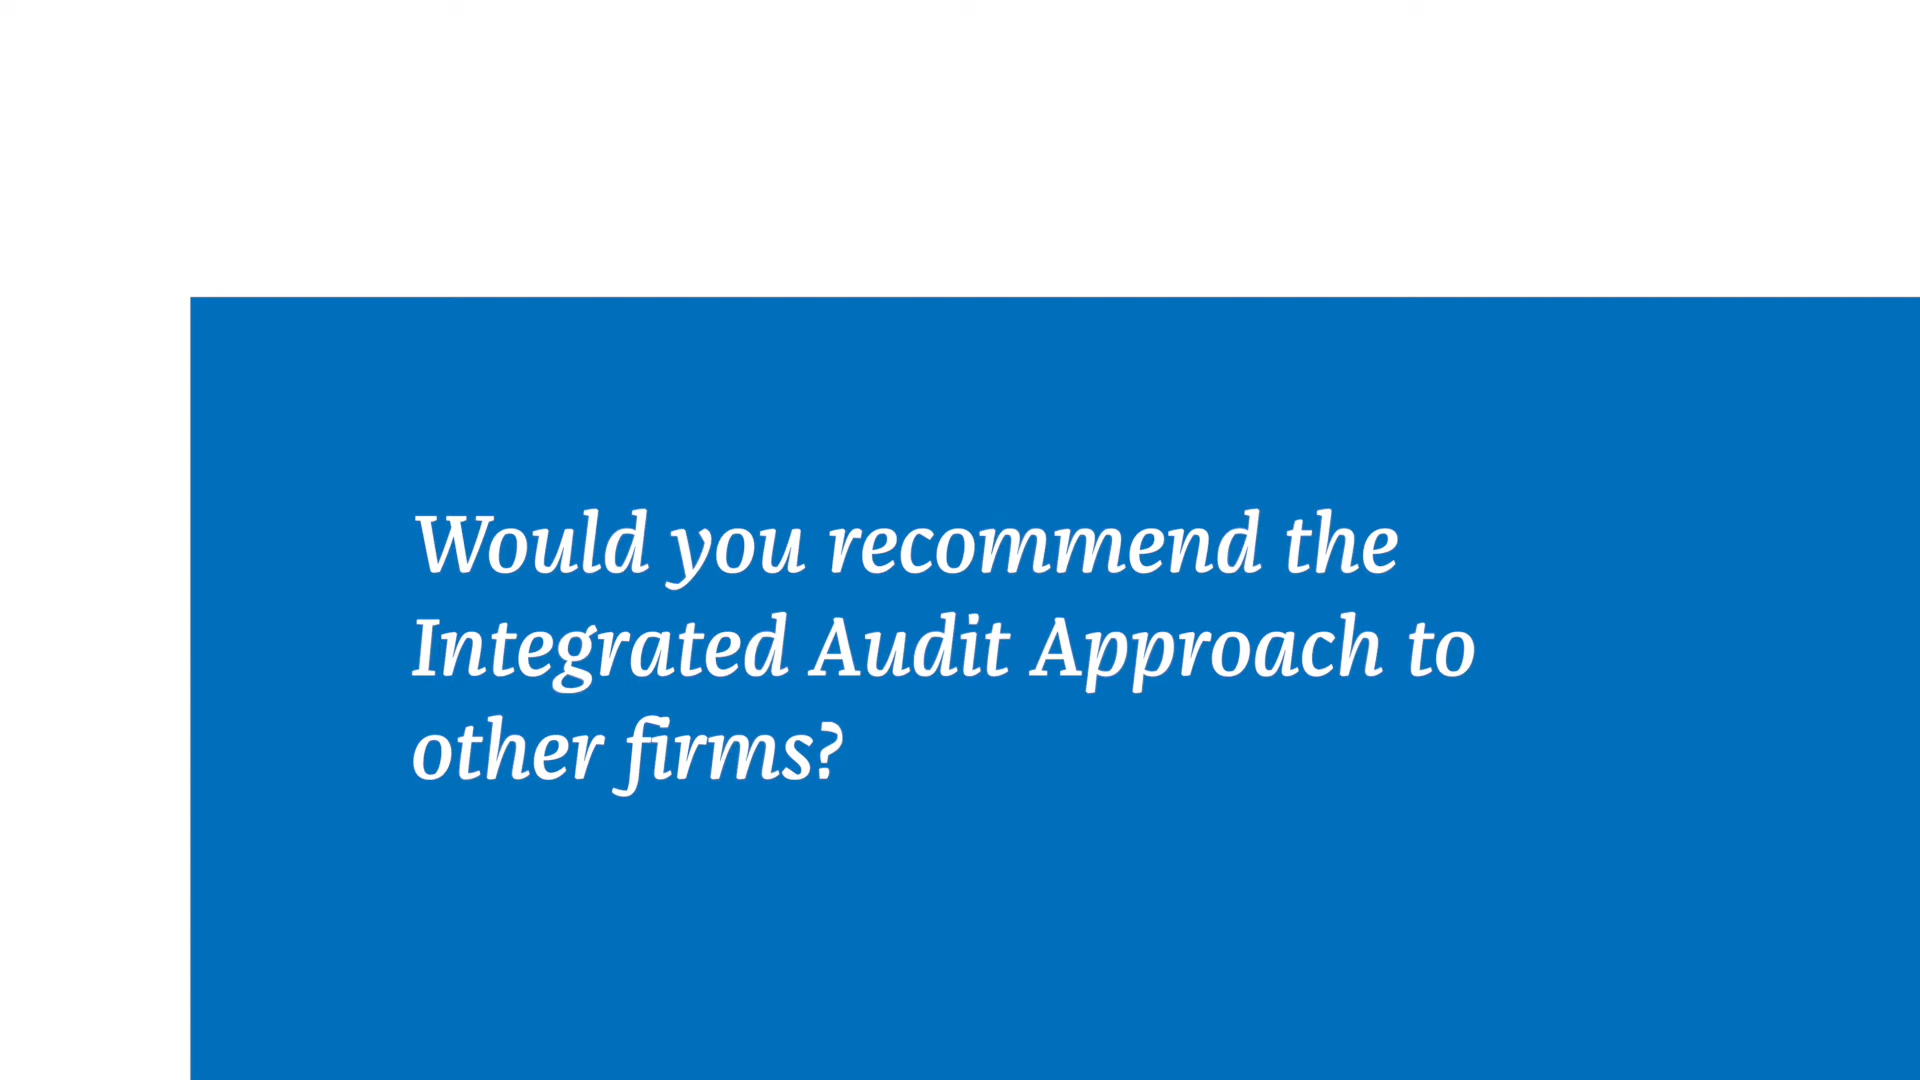 Would you recommend the
Integrated Audit Approach to
other firms?